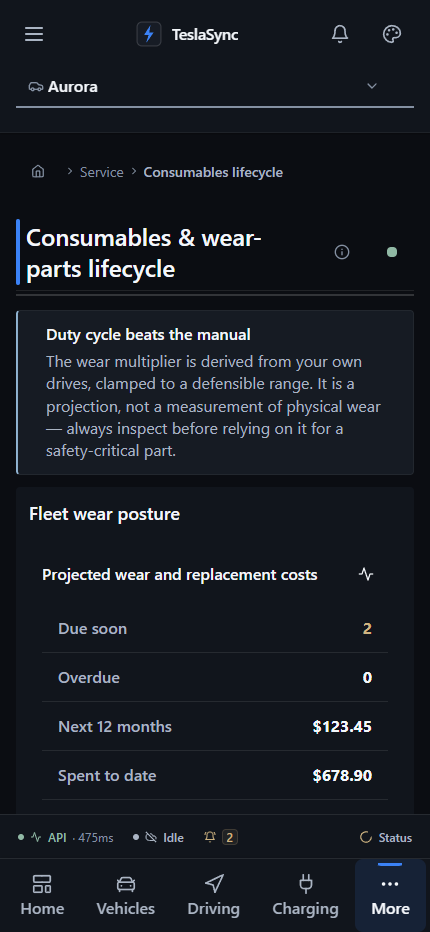 TeslaSync
Aurora
Service
Consumables lifecycle
Consumables & wear-
parts lifecycle
Duty cycle beats the manual
The wear multiplier is derived from your own
drives, clamped to a defensible range. It is a
projection, not a measurement of physical wear
— always inspect before relying on it for a
safety-critical part.
Fleet wear posture
Projected wear and replacement costs
Due soon 2
Overdue 0
Next 12 months $123.45
Spent to date $678.90
API · 475ms Idle 2 Status
Home Vehicles Driving Charging More